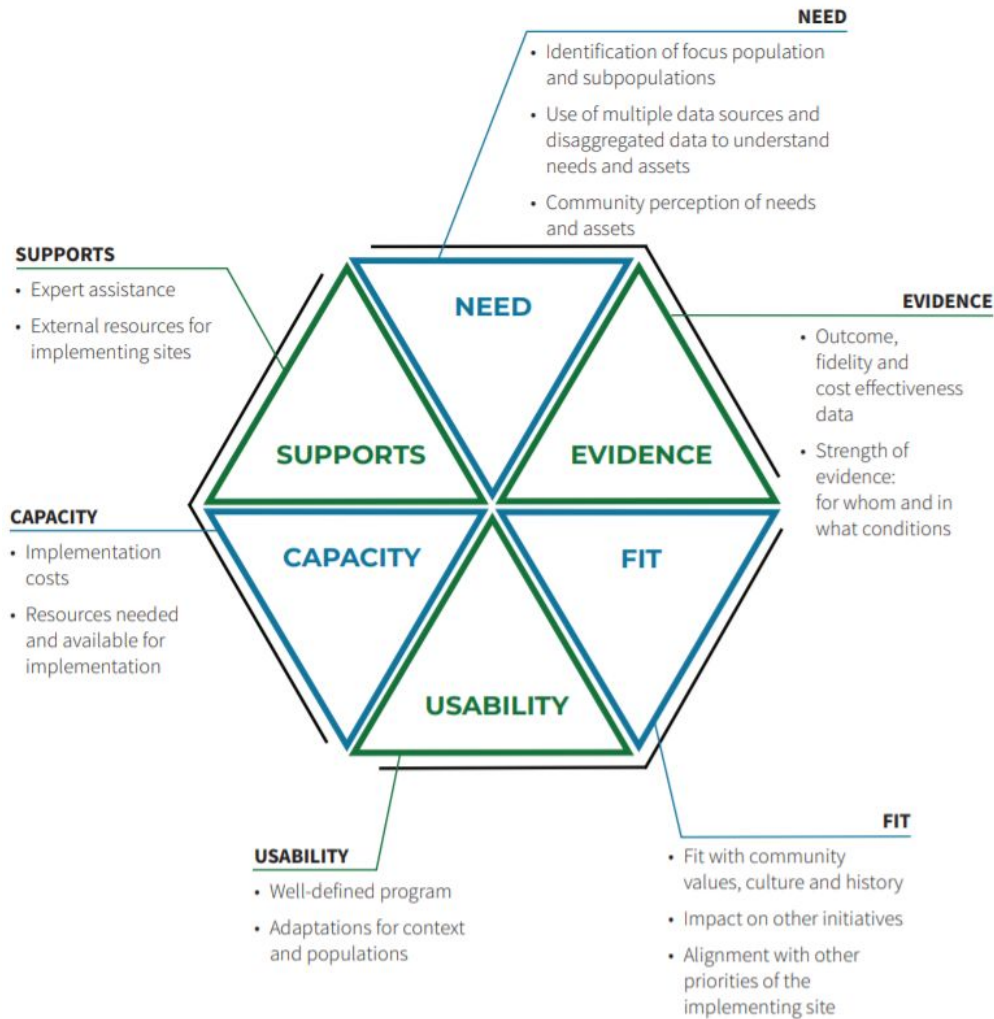 NEED
• Identification of focus population
and subpopulations
• Use of multiple data sources and
disaggregated data to understand
needs and assets
• Community perception of needs
and assets
SUPPORTS
• Expert assistance
• External resources for
implementing sites
EVIDENCE
• Outcome,
fidelity and
cost effectiveness
data
• Strength of
evidence:
for whom and in
what conditions
NEED
SUPPORTS
EVIDENCE
CAPACITY
• Implementation
costs
• Resources needed
and available for
implementation
CAPACITY
FIT
USABILITY
USABILITY
• Well-defined program
• Adaptations for context
and populations
FIT
• Fit with community
values, culture and history
• Impact on other initiatives
• Alignment with other
priorities of the
implementing site